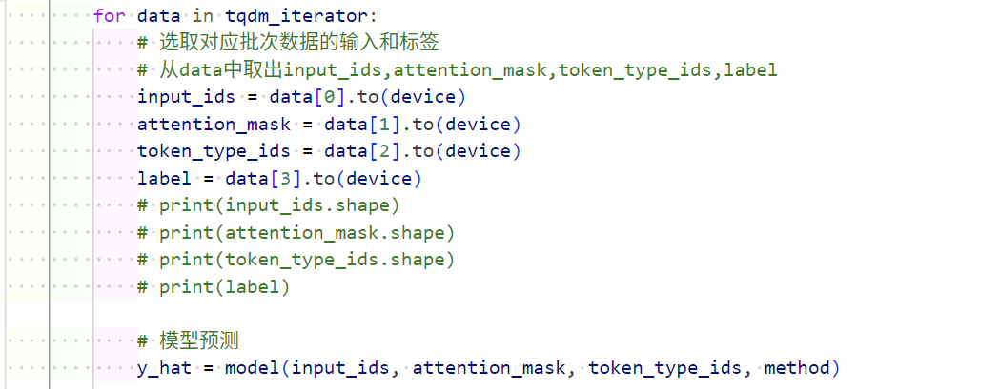 for data in tqdm_iterator:
# 选取对应批次数据的输入和标签
# 从data中取出input_ids,attention_mask,token_type_ids,label
input_ids = data[0].to(device)
attention_mask = data[1].to(device)
token_type_ids = data[2].to(device)
label = data[3].to(device)
# print(input_ids.shape)
# print(attention_mask.shape)
# print(token_type_ids.shape)
# print(label)
# 模型预测
y_hat = model(input_ids, attention_mask, token_type_ids, method)